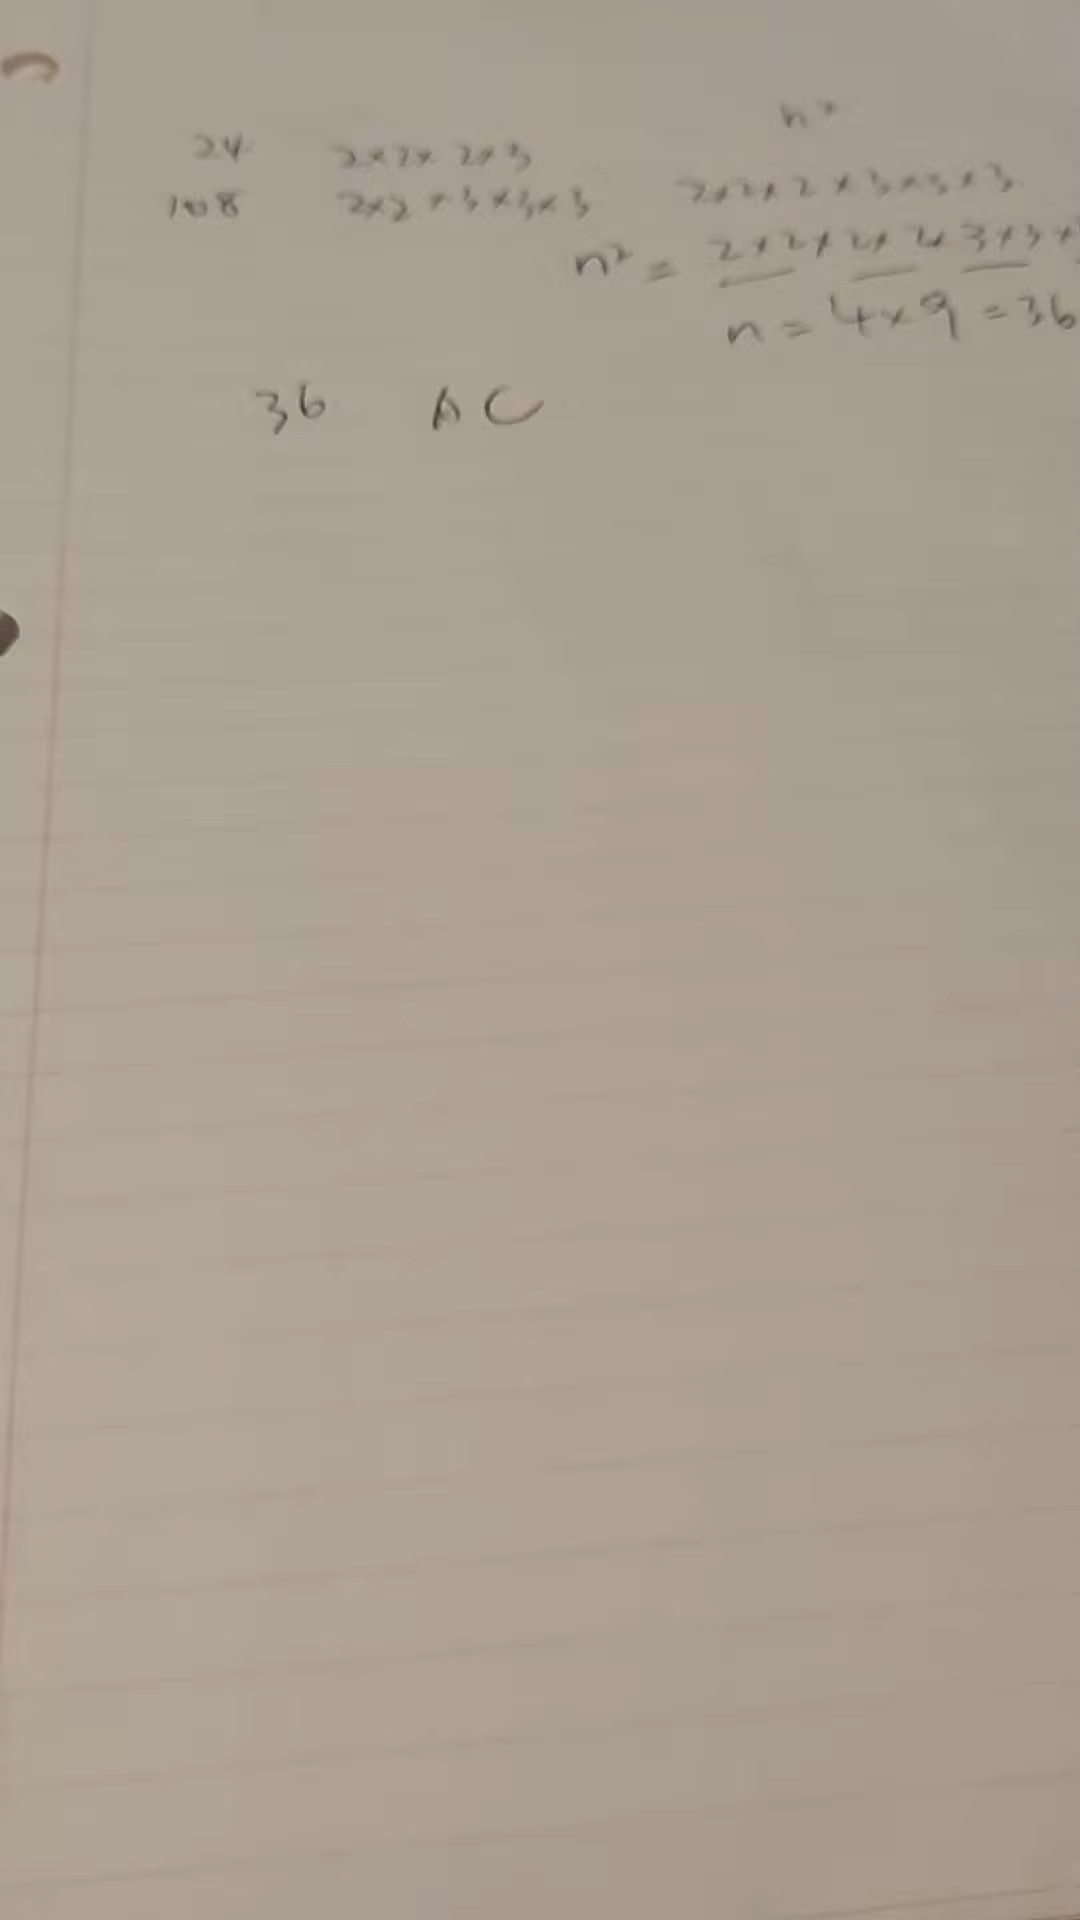 n²
24 2×2×2×3
108 2×2×3×3×3 2×2×2×3×3×3
n² = 2×2×2×2×3×3×
n = 4×9 = 36
36 A C